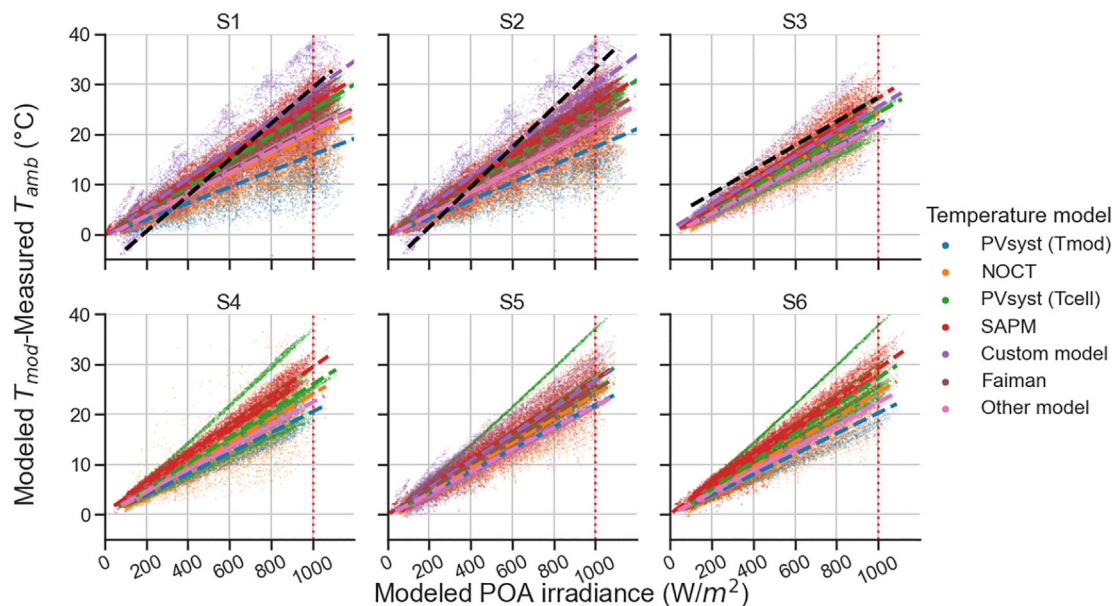 S1 S2 S3
40
30
20
10
0
S4 S5 S6
40
30
20
10
0
0 200 400 600 800 1000 0 200 400 600 800 1000 0 200 400 600 800 1000
Modeled T_mod-Measured T_amb (°C)
Modeled POA irradiance (W/m²)
Temperature model
PVsyst (Tmod)
NOCT
PVsyst (Tcell)
SAPM
Custom model
Faiman
Other model